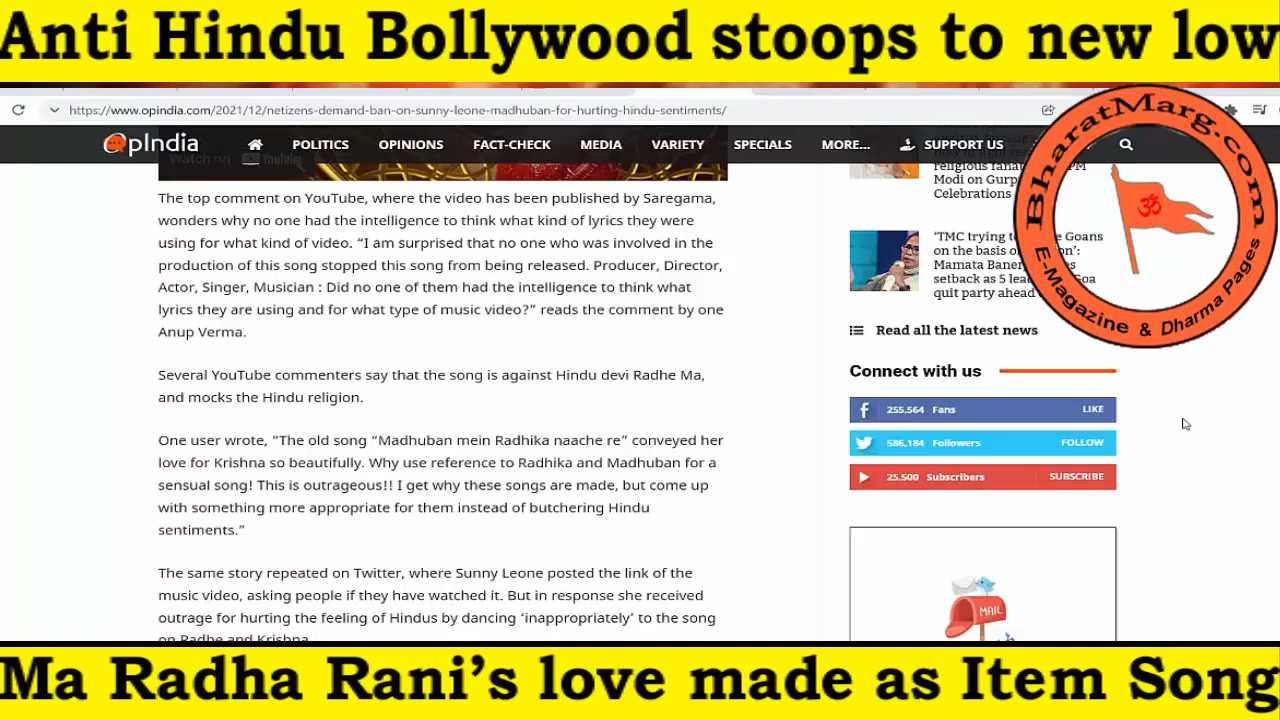 Anti Hindu Bollywood stoops to new low
https://www.opindia.com/2021/12/netizens-demand-ban-on-sunny-leone-madhuban-for-hurting-hindu-sentiments/
OpIndia
POLITICS
OPINIONS
FACT-CHECK
MEDIA
VARIETY
SPECIALS
MORE...
SUPPORT US
Watch on YouTube
The top comment on YouTube, where the video has been published by Saregama,
wonders why no one had the intelligence to think what kind of lyrics they were
using for what kind of video. “I am surprised that no one who was involved in the
production of this song stopped this song from being released. Producer, Director,
Actor, Singer, Musician : Did no one of them had the intelligence to think what
lyrics they are using and for what type of music video?” reads the comment by one
Anup Verma.
Several YouTube commenters say that the song is against Hindu devi Radhe Ma,
and mocks the Hindu religion.
One user wrote, “The old song “Madhuban mein Radhika naache re” conveyed her
love for Krishna so beautifully. Why use reference to Radhika and Madhuban for a
sensual song! This is outrageous!! I get why these songs are made, but come up
with something more appropriate for them instead of butchering Hindu
sentiments.”
The same story repeated on Twitter, where Sunny Leone posted the link of the
music video, asking people if they have watched it. But in response she received
outrage for hurting the feeling of Hindus by dancing ‘inappropriately’ to the song
on Radhe and Krishna
religious
Modi on Gurp
Celebrations
‘TMC trying to Goans
on the basis o
Mamata Baner
setback as 5 lea Goa
quit party ahead
Read all the latest news
Connect with us
255,564 Fans LIKE
586,184 Followers FOLLOW
25,500 Subscribers SUBSCRIBE
MAIL
BharatMarg.com
ॐ
E-Magazine & Dharma Pages
Ma Radha Rani’s love made as Item Song